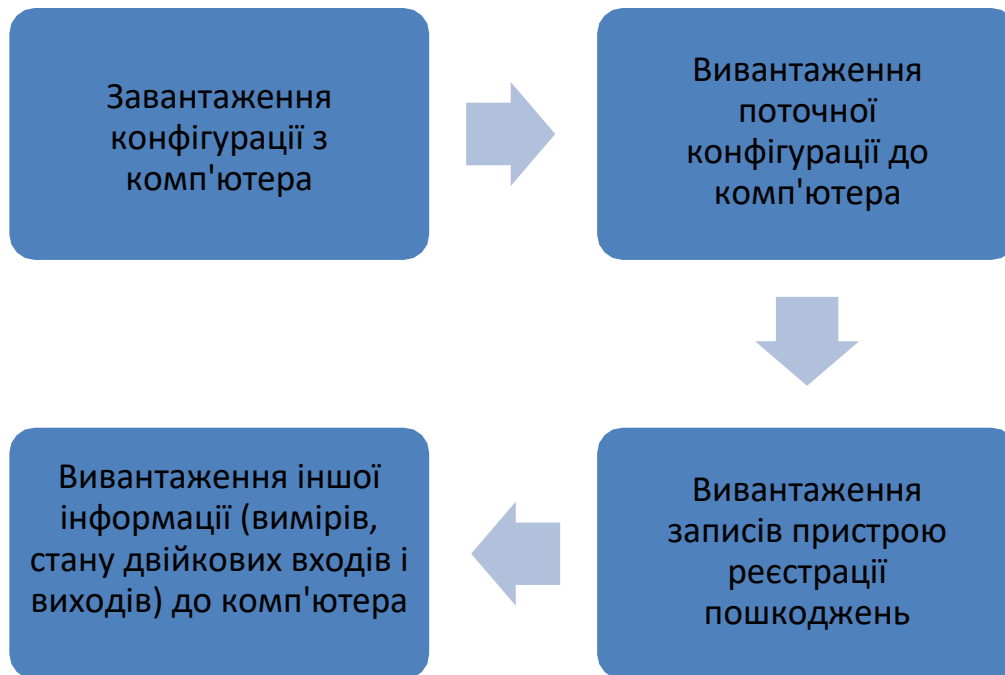 Завантаження
конфігурації з
комп'ютера
Вивантаження
поточної
конфігурації до
комп'ютера
Вивантаження
записів пристрою
реєстрації
пошкоджень
Вивантаження іншої
інформації (вимірів,
стану двійкових входів і
виходів) до комп'ютера